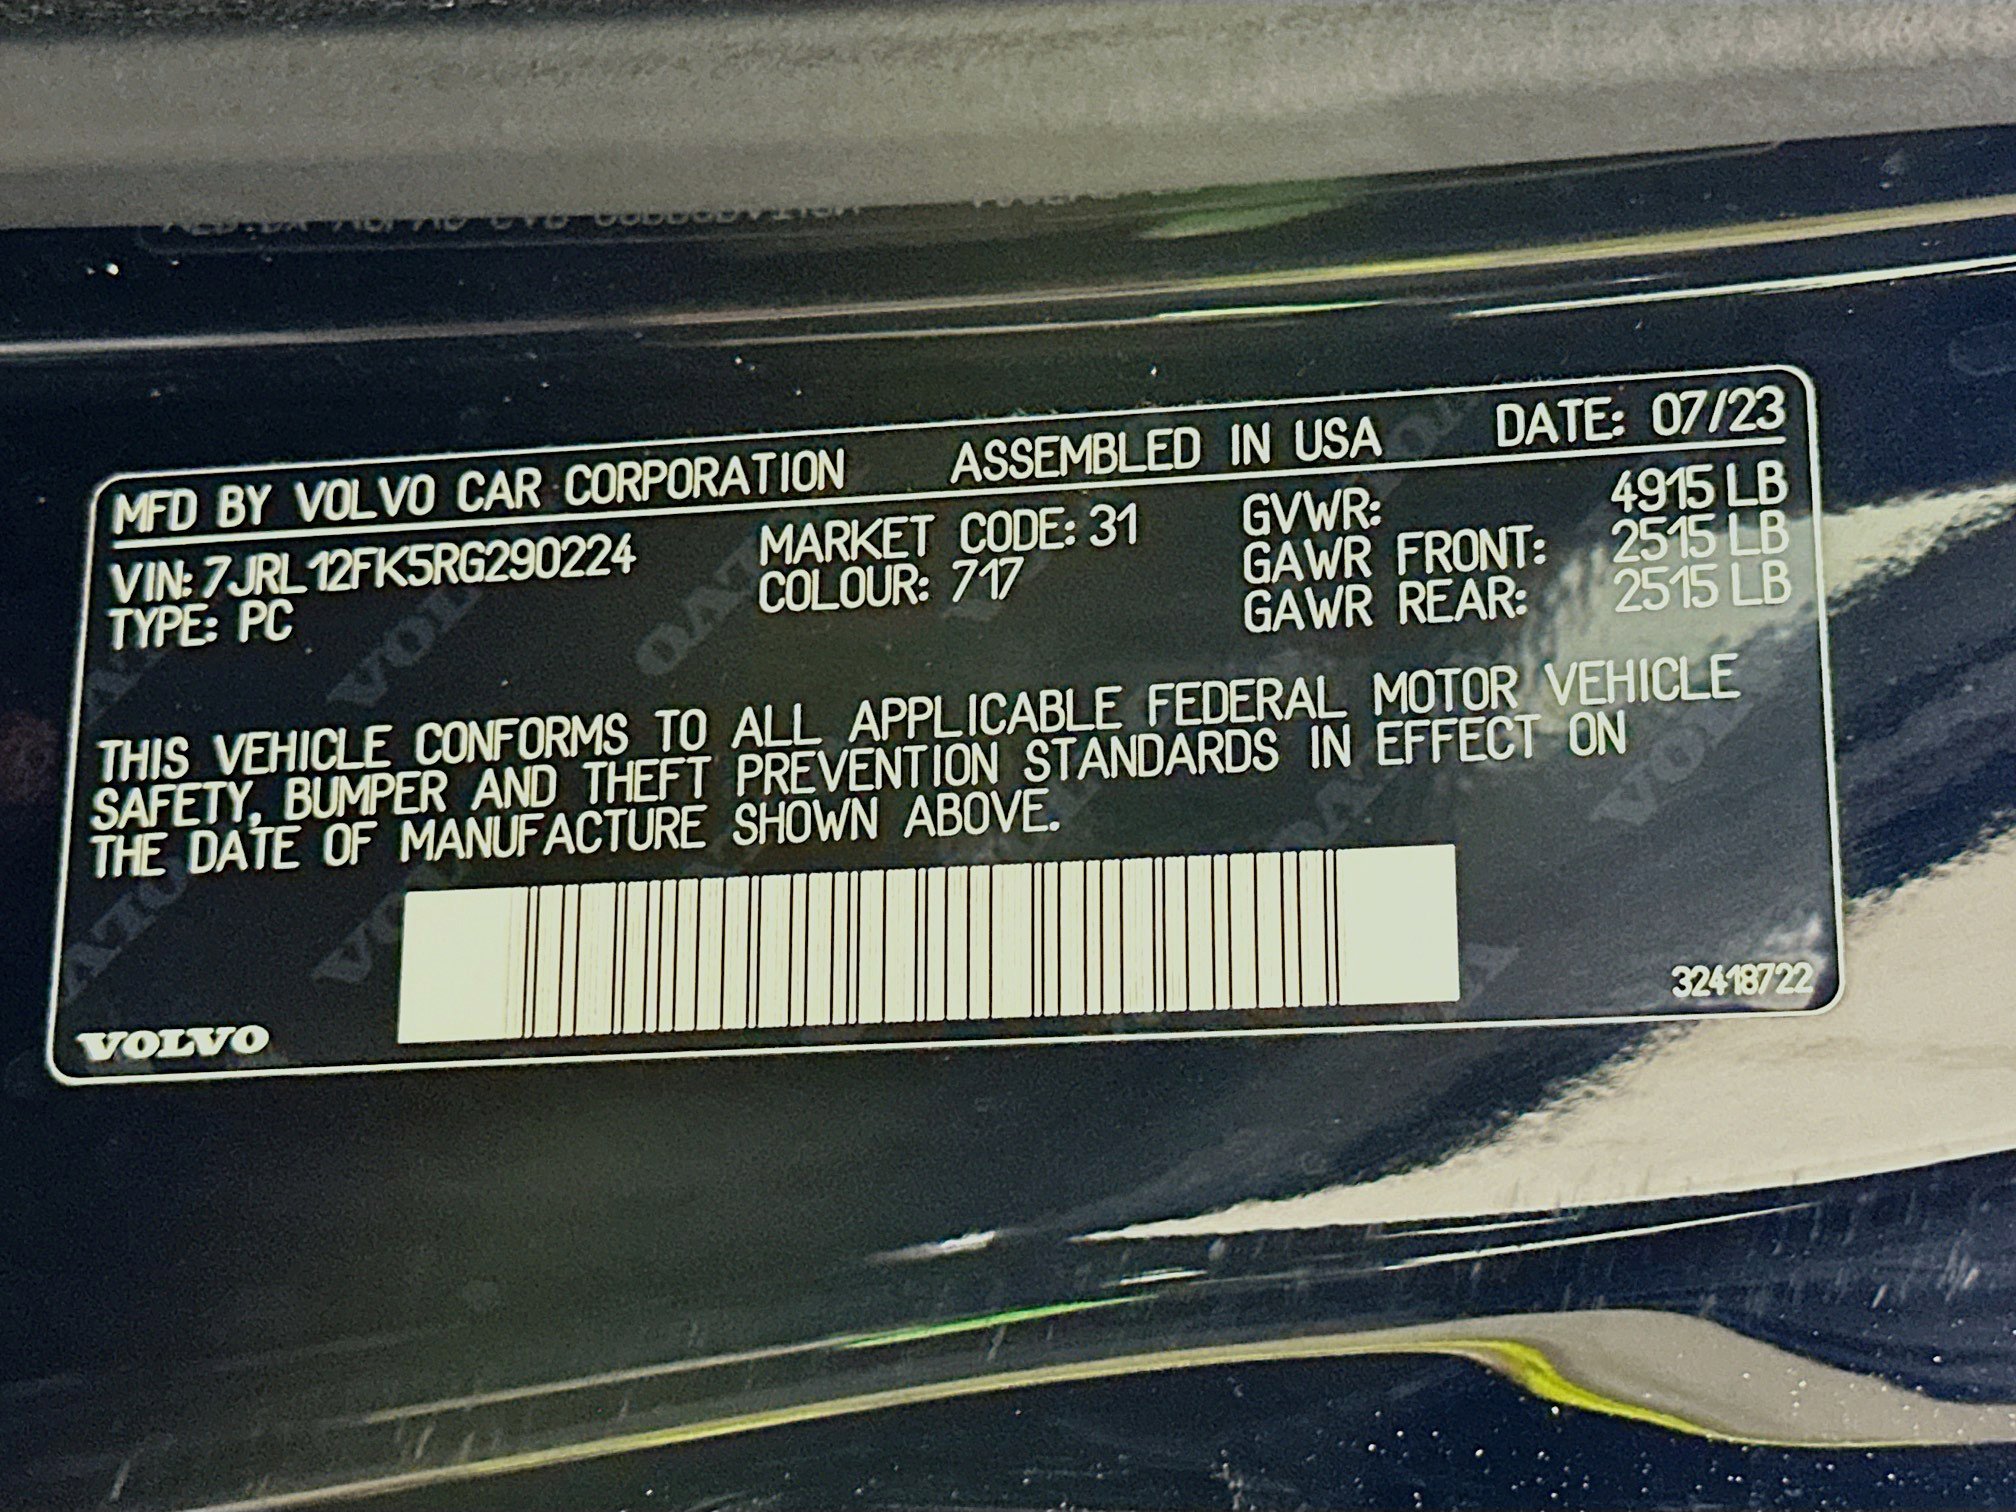 MFD BY VOLVO CAR CORPORATION ASSEMBLED IN USA DATE: 07/23
VIN: 7JRL12FK5RG290224 MARKET CODE: 31 GVWR: 4915 LB
TYPE: PC COLOUR: 717 GAWR FRONT: 2515 LB
GAWR REAR: 2515 LB
THIS VEHICLE CONFORMS TO ALL APPLICABLE FEDERAL MOTOR VEHICLE
SAFETY, BUMPER AND THEFT PREVENTION STANDARDS IN EFFECT ON
THE DATE OF MANUFACTURE SHOWN ABOVE.
32418722
VOLVO